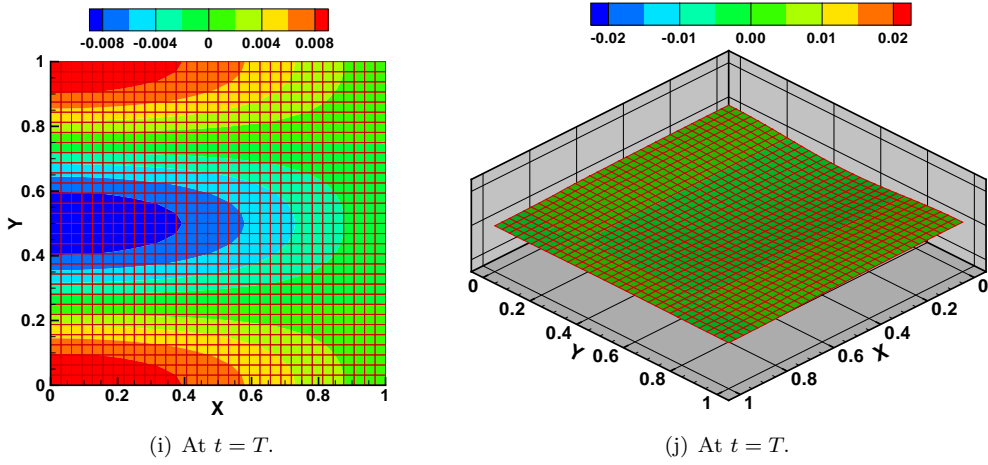 -0.008 -0.004 0 0.004 0.008
1
0.8
0.6
Y
0.4
0.2
0
0 0.2 0.4 0.6 0.8 1
X
(i) At t = T.
-0.02 -0.01 0.00 0.01 0.02
0 0.2 0.4 0.6 0.8 1
Y
1 0.8 0.6 0.4 0.2 0
X
(j) At t = T.